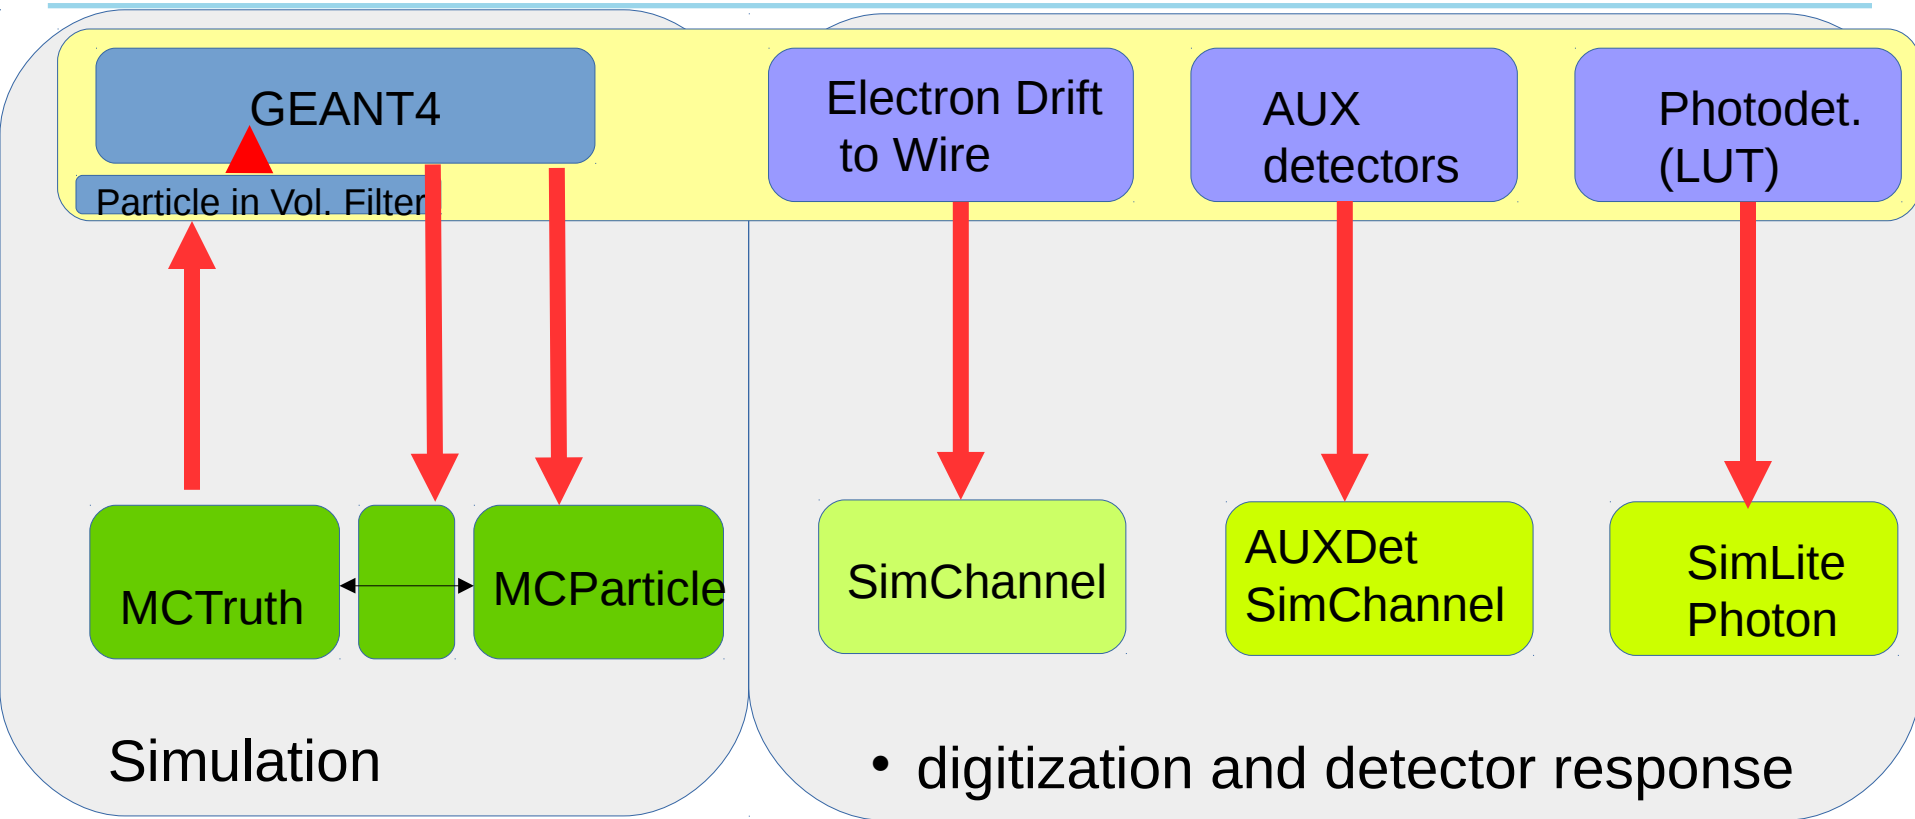 GEANT4
Particle in Vol. Filter
Electron Drift
to Wire
AUX
detectors
Photodet.
(LUT)
MCTruth
MCParticle
SimChannel
AUXDet
SimChannel
SimLite
Photon
Simulation
• digitization and detector response